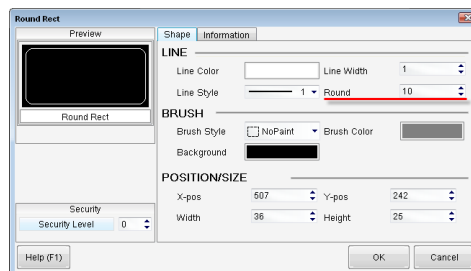 Round Rect
Preview
Round Rect
Security
Security Level 0
Shape Information
LINE
Line Color Line Width 1
Line Style 1 Round 10
BRUSH
Brush Style NoPaint Brush Color
Background
POSITION/SIZE
X-pos 507 Y-pos 242
Width 36 Height 25
Help (F1) OK Cancel